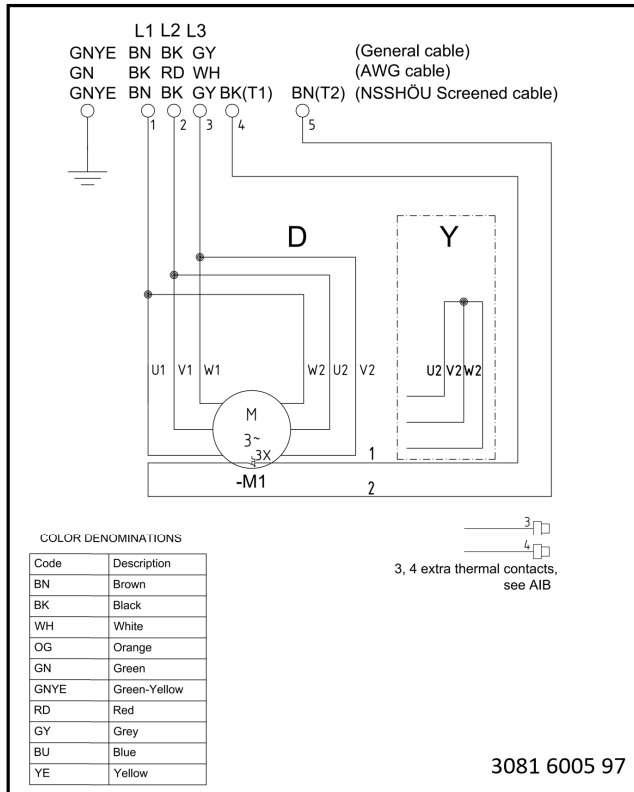 L1 L2 L3
GNYE BN BK GY (General cable)
GN BK RD WH (AWG cable)
GNYE BN BK GY BK(T1) BN(T2) (NSSHÖU Screened cable)
1 2 3 4 5
D Y
U1 V1 W1 W2 U2 V2 U2 V2 W2
M
3~
3X
1
-M1
2
3
4
3, 4 extra thermal contacts,
see AIB
COLOR DENOMINATIONS
Code Description
BN Brown
BK Black
WH White
OG Orange
GN Green
GNYE Green-Yellow
RD Red
GY Grey
BU Blue
YE Yellow
3081 6005 97